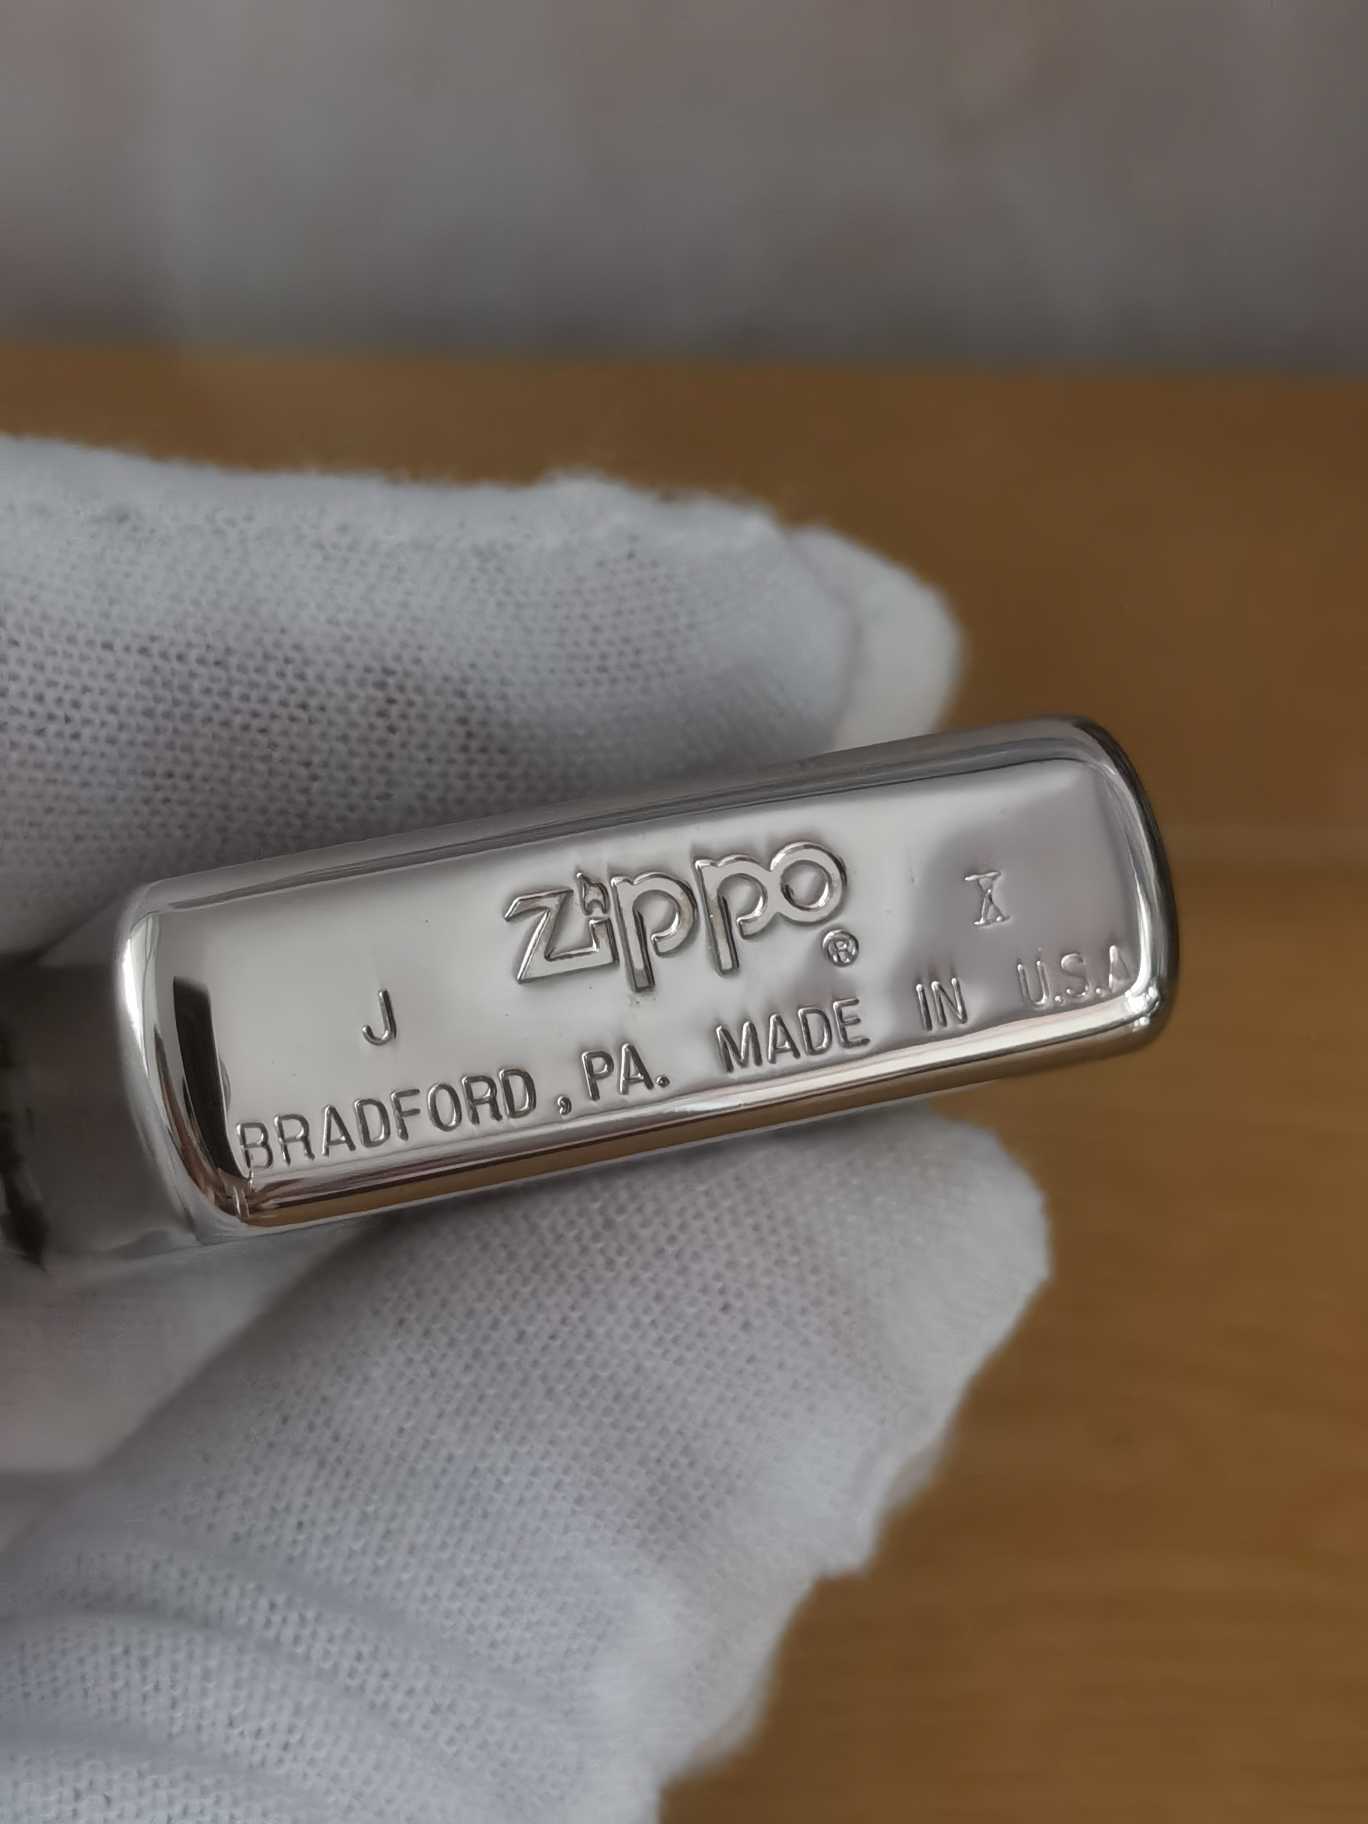 zippo ®
J X
BRADFORD, PA. MADE IN U.S.A